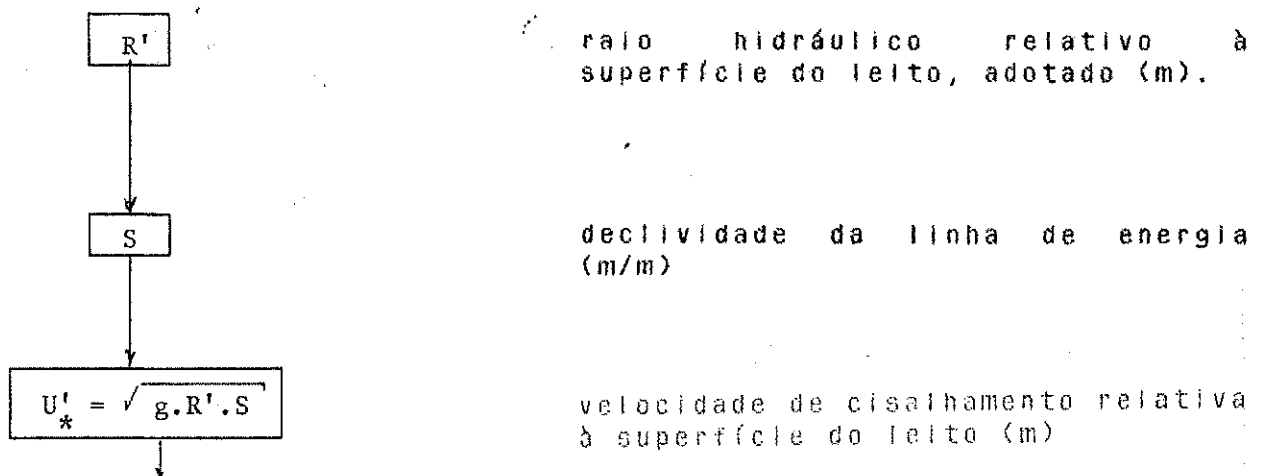 R'
raio hidráulico relativo à
superfície do leito, adotado (m).
S
declividade da linha de energia
(m/m)
U'* = √g.R'.S
velocidade de cisalhamento relativa
à superfície do leito (m)